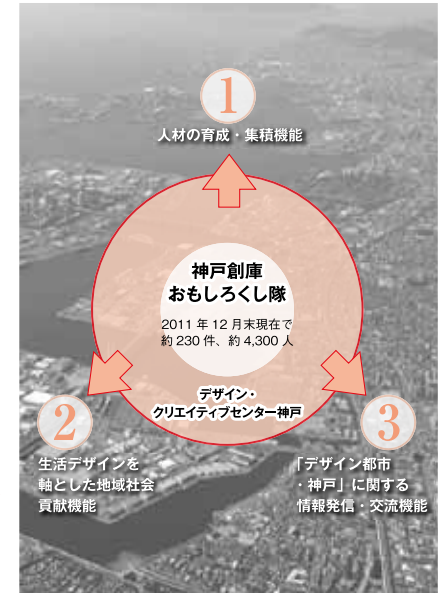 1
人材の育成・集積機能
神戸創庫
おもしろくし隊
2011 年 12 月末現在で
約 230 件、約 4,300 人
デザイン・
クリエイティブセンター神戸
2
生活デザインを
軸とした地域社会
貢献機能
3
「デザイン都市
・神戸」に関する
情報発信・交流機能